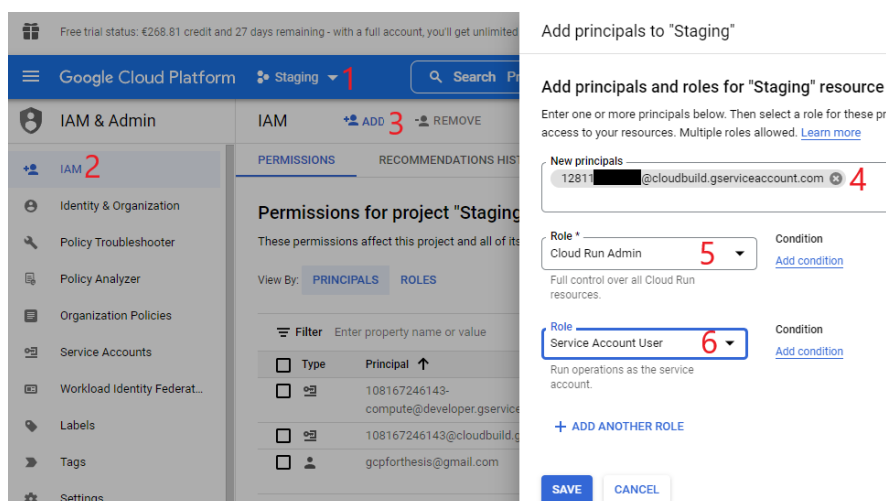 Free trial status: €268.81 credit and 27 days remaining - with a full account, you'll get unlimited
Google Cloud Platform
Staging
1
Search Pr
IAM & Admin
IAM
2
Identity & Organization
Policy Troubleshooter
Policy Analyzer
Organization Policies
Service Accounts
Workload Identity Federat...
Labels
Tags
Settings
IAM
ADD
3
REMOVE
PERMISSIONS
RECOMMENDATIONS HIS
Permissions for project "Staging
These permissions affect this project and all of its
View By:
PRINCIPALS
ROLES
Filter Enter property name or value
Type Principal
108167246143-
compute@developer.gservice
108167246143@cloudbuild.g
gcpforthesis@gmail.com
Add principals to "Staging"
Add principals and roles for "Staging" resource
Enter one or more principals below. Then select a role for these pr
access to your resources. Multiple roles allowed. Learn more
New principals
12811 @cloudbuild.gserviceaccount.com
4
Role *
Cloud Run Admin
5
Full control over all Cloud Run
resources.
Condition
Add condition
Role
Service Account User
6
Run operations as the service
account.
Condition
Add condition
ADD ANOTHER ROLE
SAVE
CANCEL